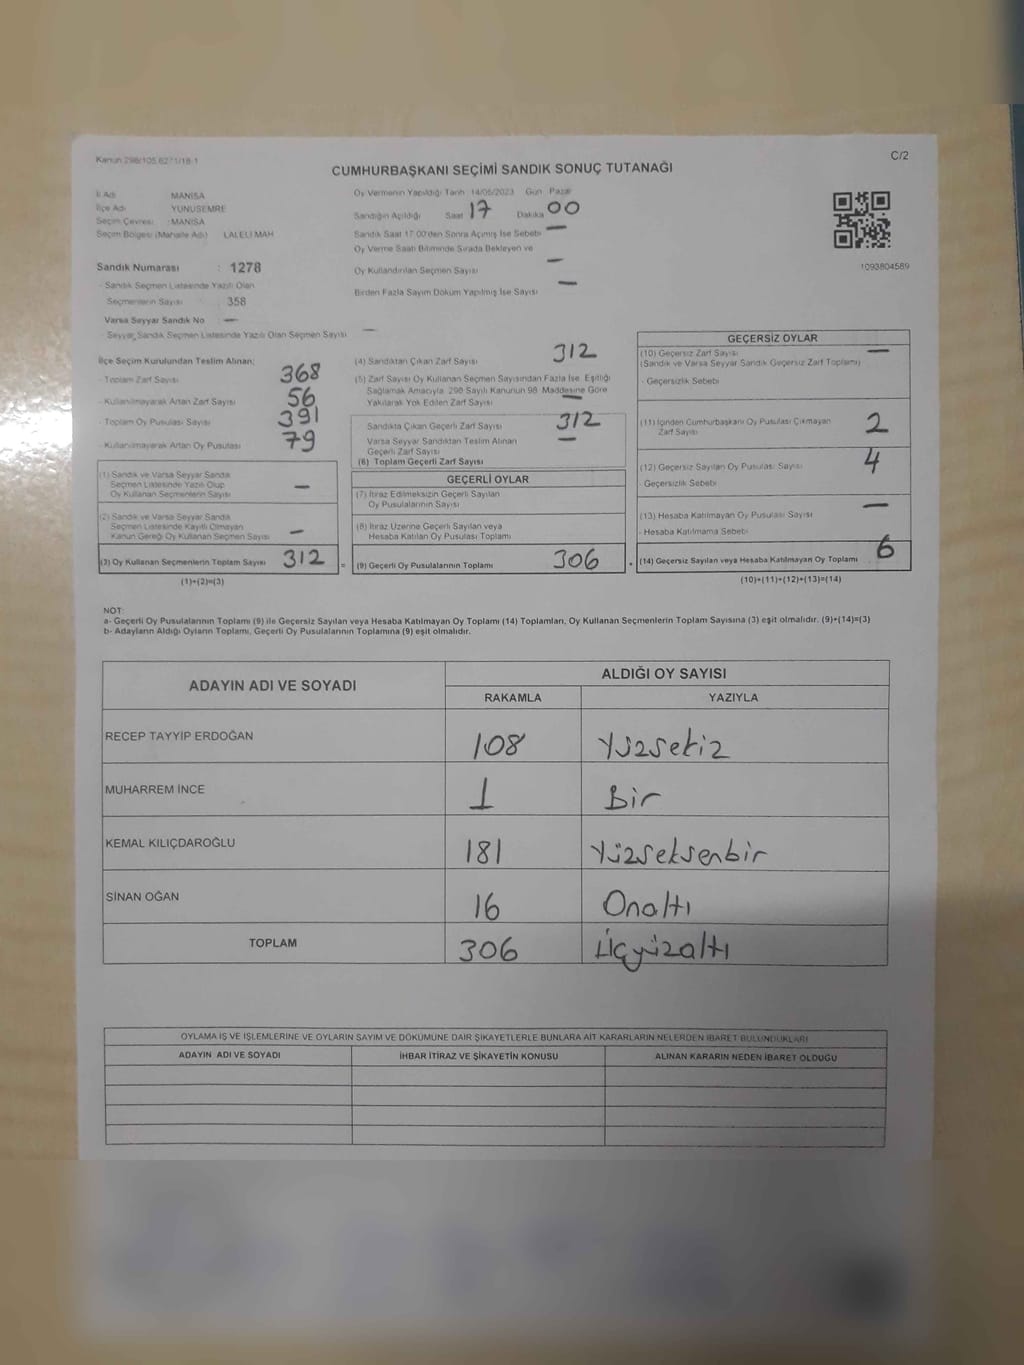 Kanun 298/105,6271/18-1
C/2
CUMHURBAŞKANI SEÇİMİ SANDIK SONUÇ TUTANAĞI
İl Adı MANİSA
İlçe Adı YUNUSEMRE
Seçim Çevresi : MANİSA
Seçim Bölgesi (Mahalle Adı) LALELİ MAH
Sandık Numarası : 1278
- Sandık Seçmen Listesinde Yazılı Olan
Seçmenlerin Sayısı 358
Varsa Seyyar Sandık No —
- Seyyar Sandık Seçmen Listesinde Yazılı Olan Seçmen Sayısı —
Oy Vermenin Yapıldığı Tarih 14/05/2023 Gün Pazar
Sandığın Açıldığı Saat 17 Dakika 00
Sandık Saat 17:00'den Sonra Açımış İse Sebebi —
Oy Verme Saati Bitiminde Sırada Bekleyen ve
Oy Kullandırılan Seçmen Sayısı —
Birden Fazla Sayım Döküm Yapılmış İse Sayısı —
1093804589
İlçe Seçim Kurulundan Teslim Alınan;
- Toplam Zarf Sayısı 368
- Kullanılmayarak Artan Zarf Sayısı 56
- Toplam Oy Pusulası Sayısı 391
- Kullanılmayarak Artan Oy Pusulası 79
(1) Sandık ve Varsa Seyyar Sandık
Seçmen Listesinde Yazılı Olup
Oy Kullanan Seçmenlerin Sayısı —
(2) Sandık ve Varsa Seyyar Sandık
Seçmen Listesinde Kayıtlı Olmayan
Kanun Gereği Oy Kullanan Seçmen Sayısı —
(3) Oy Kullanan Seçmenlerin Toplam Sayısı 312
(1)+(2)=(3)
(4) Sandıktan Çıkan Zarf Sayısı 312
(5) Zarf Sayısı Oy Kullanan Seçmen Sayısından Fazla İse, Eşitliği
Sağlamak Amacıyla, 298 Sayılı Kanunun 98. Maddesine Göre
Yakılarak Yok Edilen Zarf Sayısı —
Sandıkta Çıkan Geçerli Zarf Sayısı 312
Varsa Seyyar Sandıktan Teslim Alınan —
Geçerli Zarf Sayısı
(6) Toplam Geçerli Zarf Sayısı
GEÇERLİ OYLAR
(7) İtiraz Edilmeksizin Geçerli Sayılan
Oy Pusulalarının Sayısı
(8) İtiraz Üzerine Geçerli Sayılan veya
Hesaba Katılan Oy Pusulası Toplamı
= (9) Geçerli Oy Pusulalarının Toplamı 306
GEÇERSİZ OYLAR
(10) Geçersiz Zarf Sayısı —
(Sandık ve Varsa Seyyar Sandık Geçersiz Zarf Toplamı)
- Geçersizlik Sebebi
(11) İçinden Cumhurbaşkanı Oy Pusulası Çıkmayan
Zarf Sayısı 2
(12) Geçersiz Sayılan Oy Pusulası Sayısı 4
- Geçersizlik Sebebi
(13) Hesaba Katılmayan Oy Pusulası Sayısı —
- Hesaba Katılmama Sebebi
+ (14) Geçersiz Sayılan veya Hesaba Katılmayan Oy Toplamı 6
(10)+(11)+(12)+(13)=(14)
NOT:
a- Geçerli Oy Pusulalarının Toplamı (9) ile Geçersiz Sayılan veya Hesaba Katılmayan Oy Toplamı (14) Toplamları, Oy Kullanan Seçmenlerin Toplam Sayısına (3) eşit olmalıdır. (9)+(14)=(3)
b- Adayların Aldığı Oyların Toplamı, Geçerli Oy Pusulalarının Toplamına (9) eşit olmalıdır.
ADAYIN ADI VE SOYADI
ALDIĞI OY SAYISI
RAKAMLA YAZIYLA
RECEP TAYYİP ERDOĞAN 108 Yüzsekiz
MUHARREM İNCE 1 Bir
KEMAL KILIÇDAROĞLU 181 Yüzseksenbir
SİNAN OĞAN 16 Onaltı
TOPLAM 306 Üçyüzaltı
OYLAMA İŞ VE İŞLEMLERİNE VE OYLARIN SAYIM VE DÖKÜMÜNE DAİR ŞİKAYETLERLE BUNLARA AİT KARARLARIN NELERDEN İBARET BULUNDUKLARI
ADAYIN ADI VE SOYADI İHBAR İTİRAZ VE ŞİKAYETİN KONUSU ALINAN KARARIN NEDEN İBARET OLDUĞU